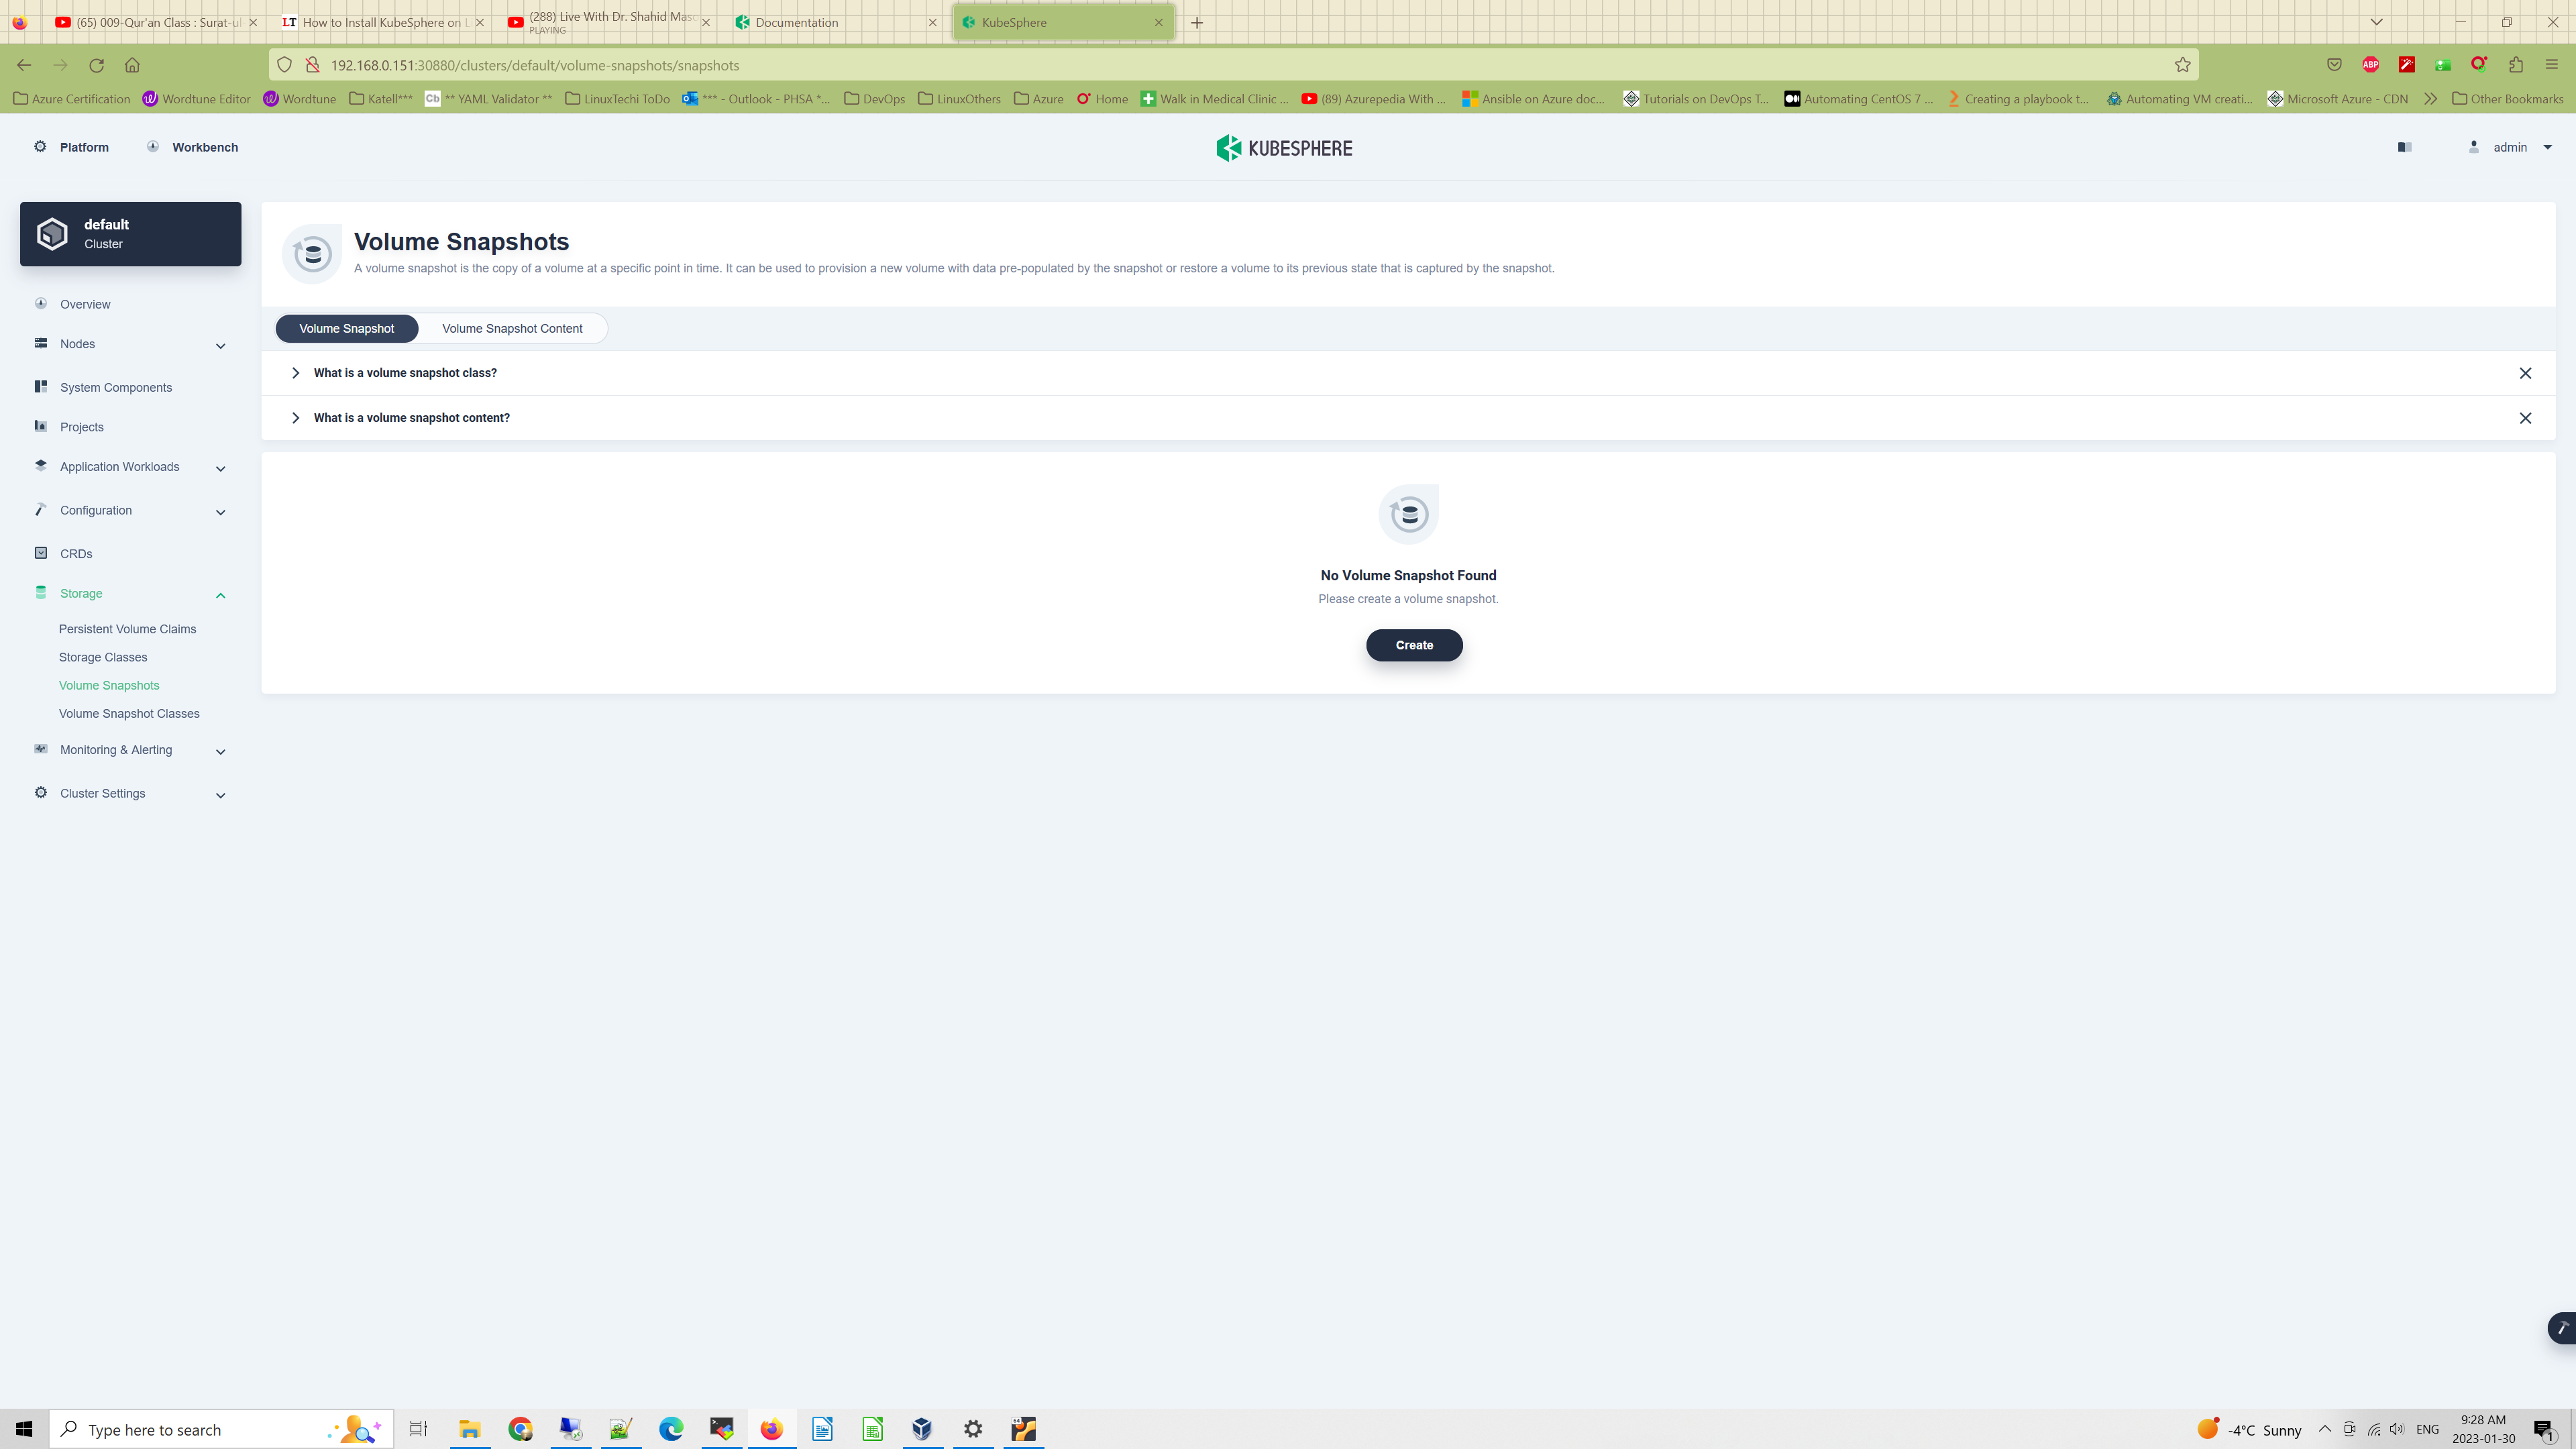 (65) 009-Qur'an Class : Surat-ul
LT How to Install KubeSphere on L
(288) Live With Dr. Shahid Maso
PLAYING
Documentation
KubeSphere
192.168.0.151:30880/clusters/default/volume-snapshots/snapshots
ABP
Azure Certification
Wordtune Editor
Wordtune
Katell***
Cb ** YAML Validator **
LinuxTechi ToDo
*** - Outlook - PHSA *...
DevOps
LinuxOthers
Azure
Home
Walk in Medical Clinic ...
(89) Azurepedia With ...
Ansible on Azure doc...
Tutorials on DevOps T...
Automating CentOS 7 ...
Creating a playbook t...
Automating VM creati...
Microsoft Azure - CDN
Other Bookmarks
Platform
Workbench
KUBESPHERE
admin
default
Cluster
Overview
Nodes
System Components
Projects
Application Workloads
Configuration
CRDs
Storage
Persistent Volume Claims
Storage Classes
Volume Snapshots
Volume Snapshot Classes
Monitoring & Alerting
Cluster Settings
Volume Snapshots
A volume snapshot is the copy of a volume at a specific point in time. It can be used to provision a new volume with data pre-populated by the snapshot or restore a volume to its previous state that is captured by the snapshot.
Volume Snapshot
Volume Snapshot Content
What is a volume snapshot class?
What is a volume snapshot content?
No Volume Snapshot Found
Please create a volume snapshot.
Create
Type here to search
-4°C Sunny
ENG
9:28 AM
2023-01-30
1